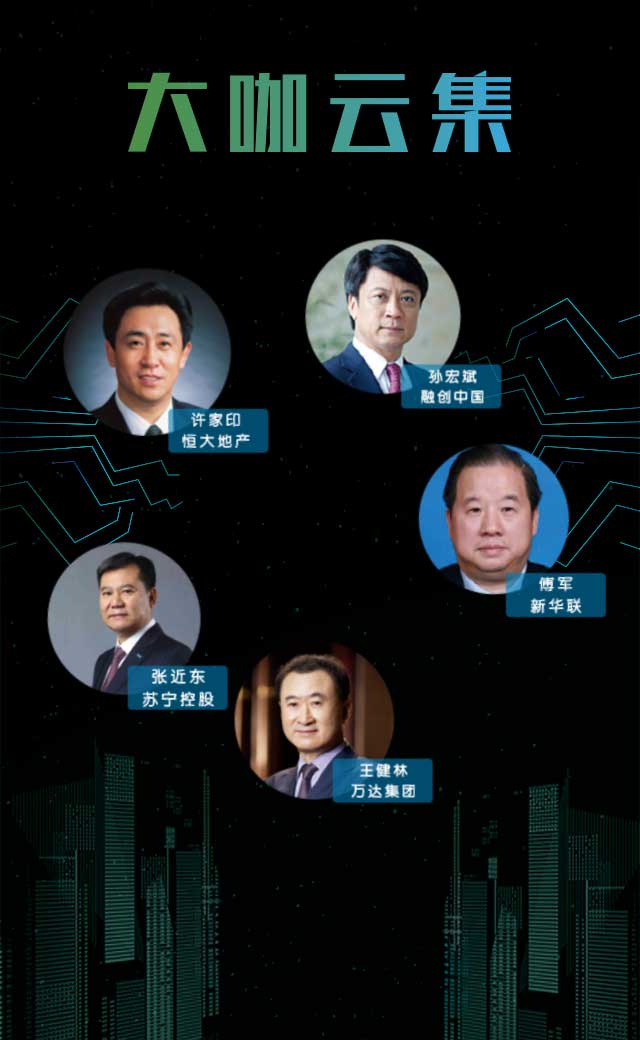 大咖云集
孙宏斌
融创中国
许家印
恒大地产
傅军
新华联
张近东
苏宁控股
王健林
万达集团